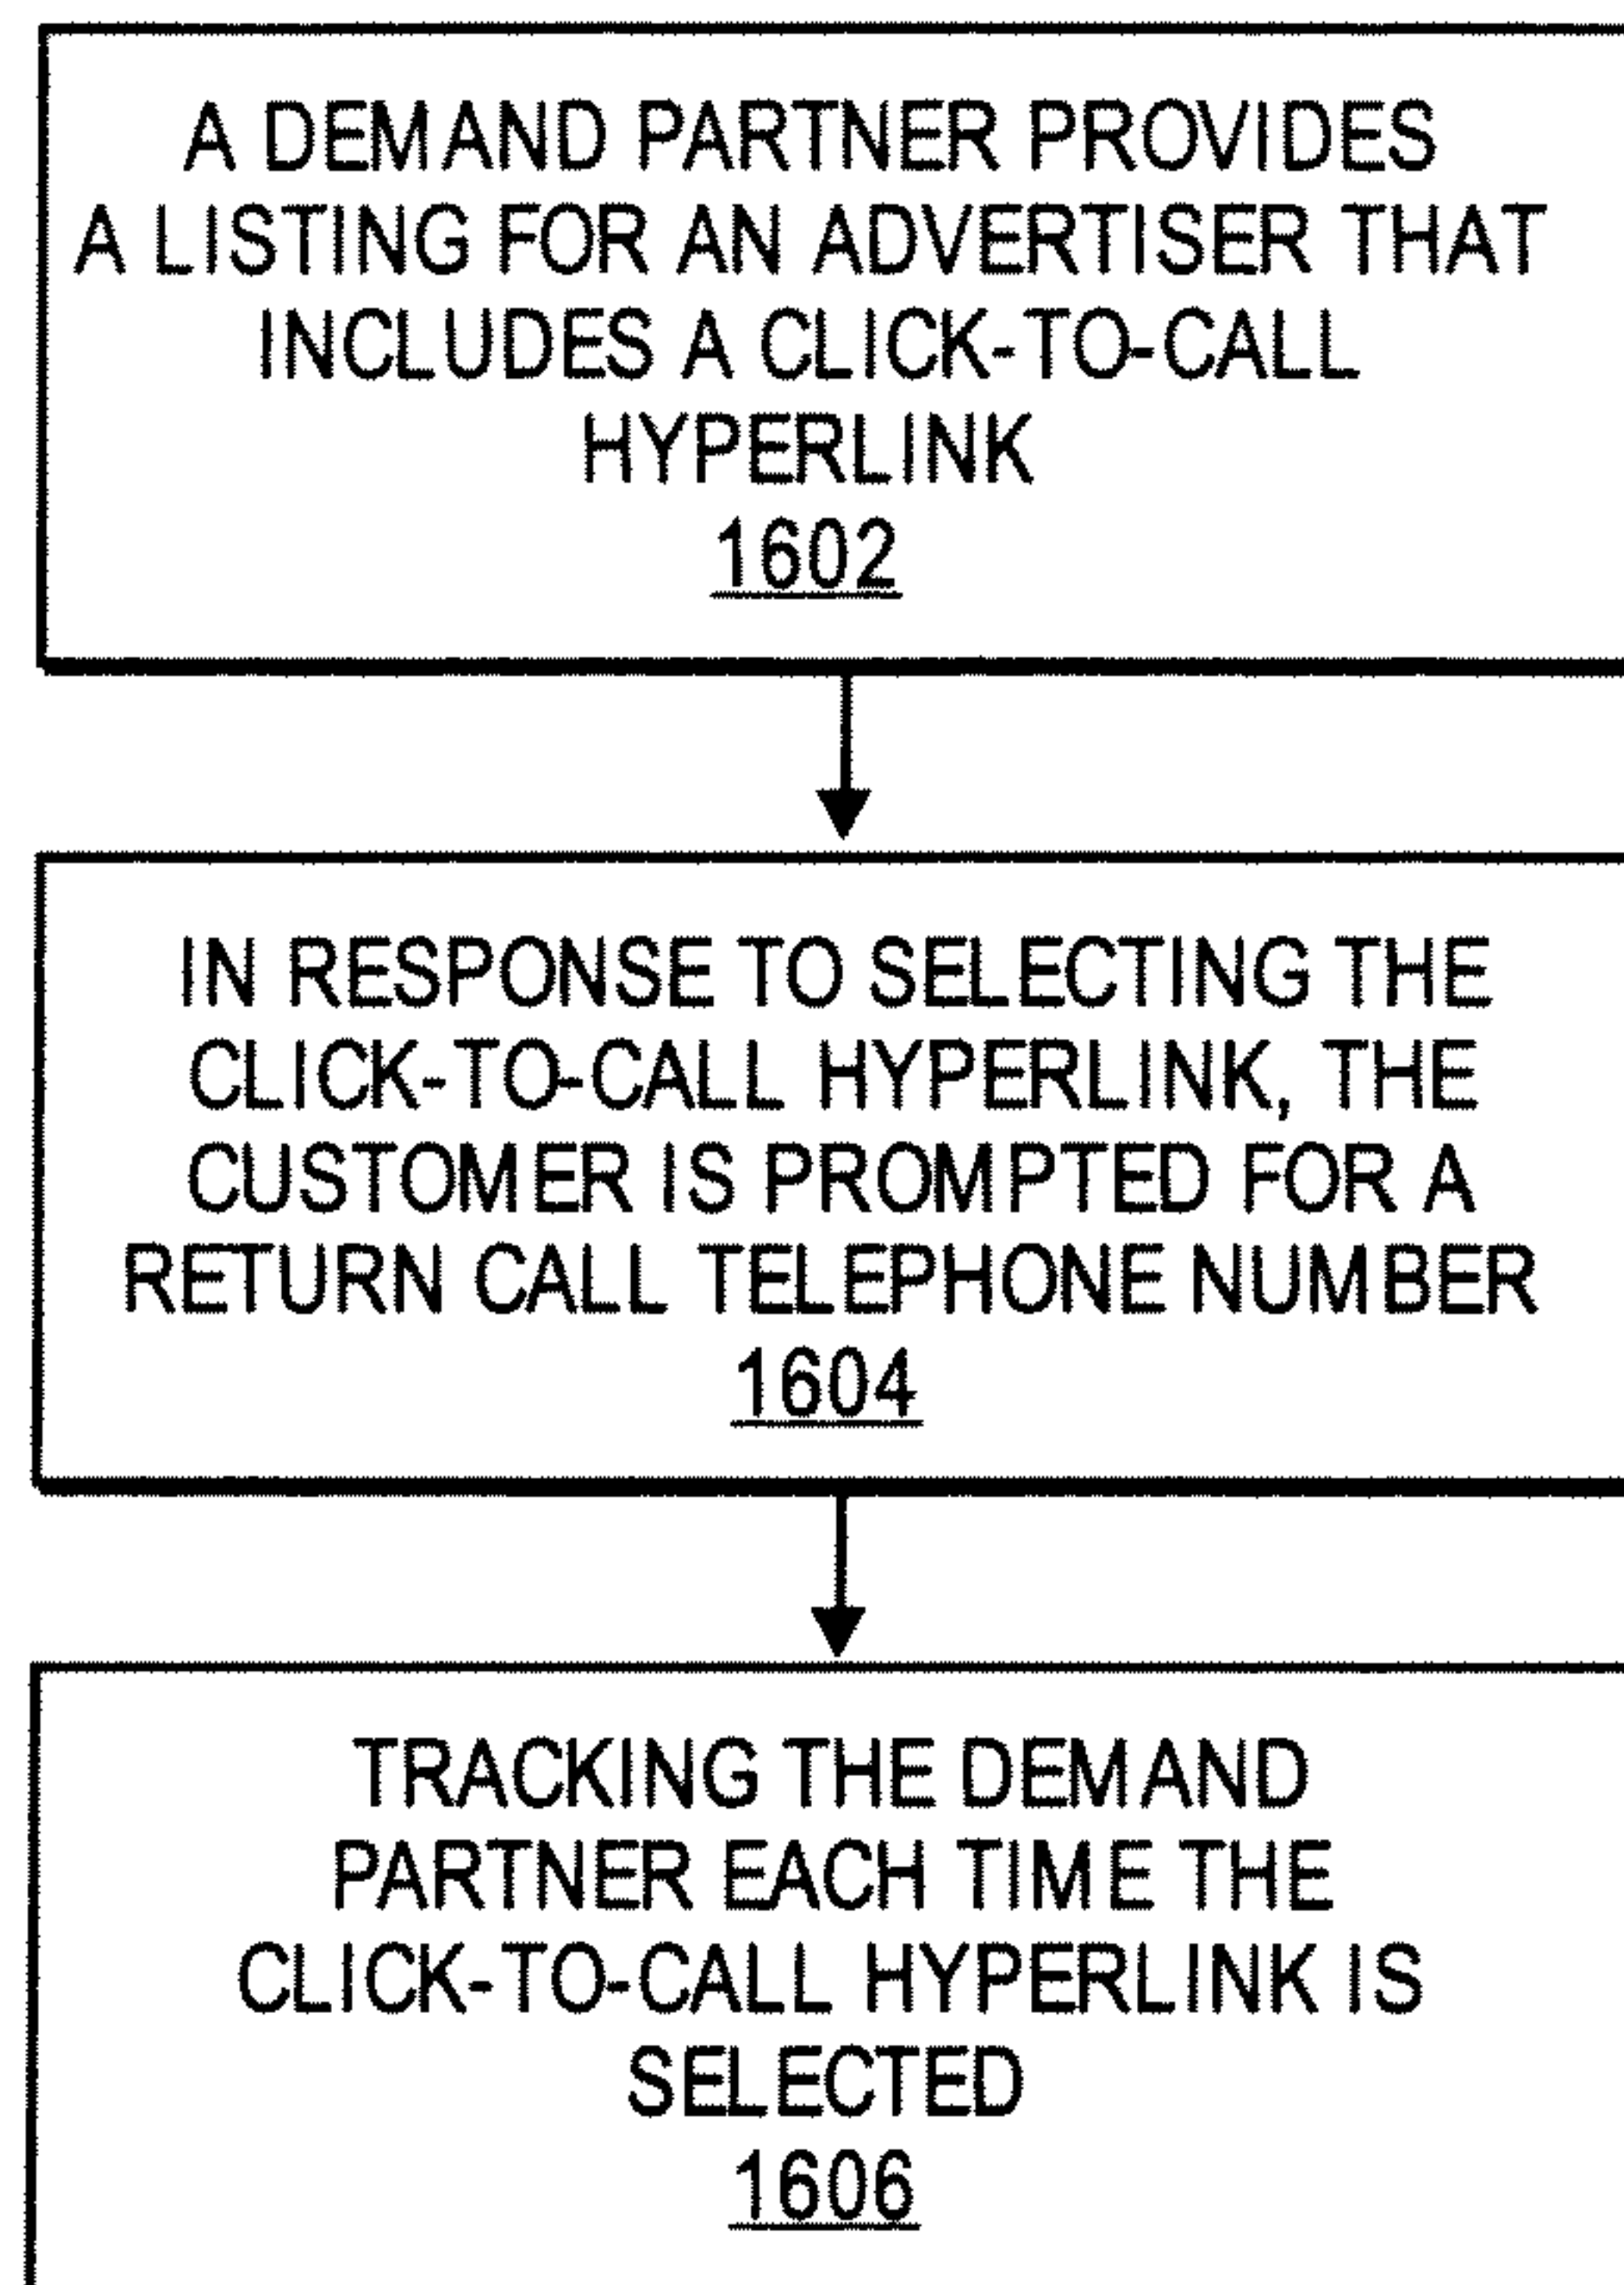 A DEMAND PARTNER PROVIDES
A LISTING FOR AN ADVERTISER THAT
INCLUDES A CLICK-TO-CALL
HYPERLINK
1602
IN RESPONSE TO SELECTING THE
CLICK-TO-CALL HYPERLINK, THE
CUSTOMER IS PROMPTED FOR A
RETURN CALL TELEPHONE NUMBER
1604
TRACKING THE DEMAND
PARTNER EACH TIME THE
CLICK-TO-CALL HYPERLINK IS
SELECTED
1606